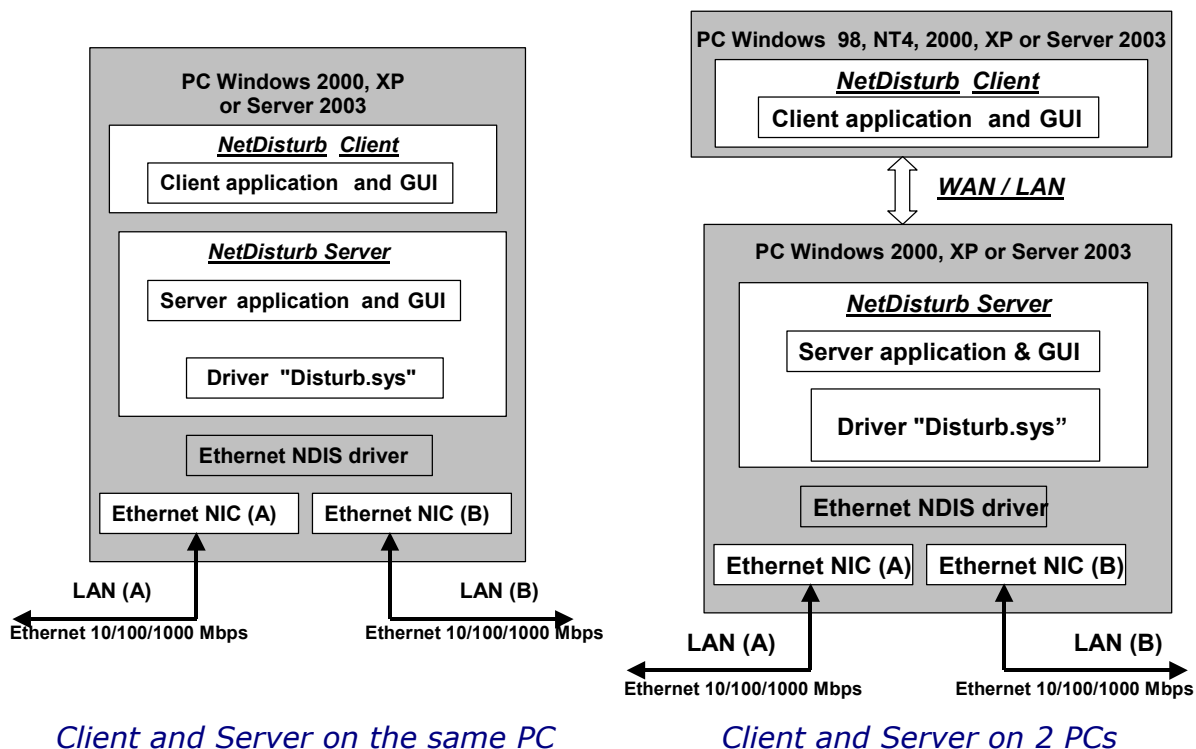 PC Windows 2000, XP
or Server 2003
NetDisturb Client
Client application and GUI
NetDisturb Server
Server application and GUI
Driver "Disturb.sys"
Ethernet NDIS driver
Ethernet NIC (A)
Ethernet NIC (B)
LAN (A)
LAN (B)
Ethernet 10/100/1000 Mbps
Ethernet 10/100/1000 Mbps
Client and Server on the same PC
PC Windows 98, NT4, 2000, XP or Server 2003
NetDisturb Client
Client application and GUI
WAN / LAN
PC Windows 2000, XP or Server 2003
NetDisturb Server
Server application & GUI
Driver "Disturb.sys”
Ethernet NDIS driver
Ethernet NIC (A)
Ethernet NIC (B)
LAN (A)
LAN (B)
Ethernet 10/100/1000 Mbps
Ethernet 10/100/1000 Mbps
Client and Server on 2 PCs